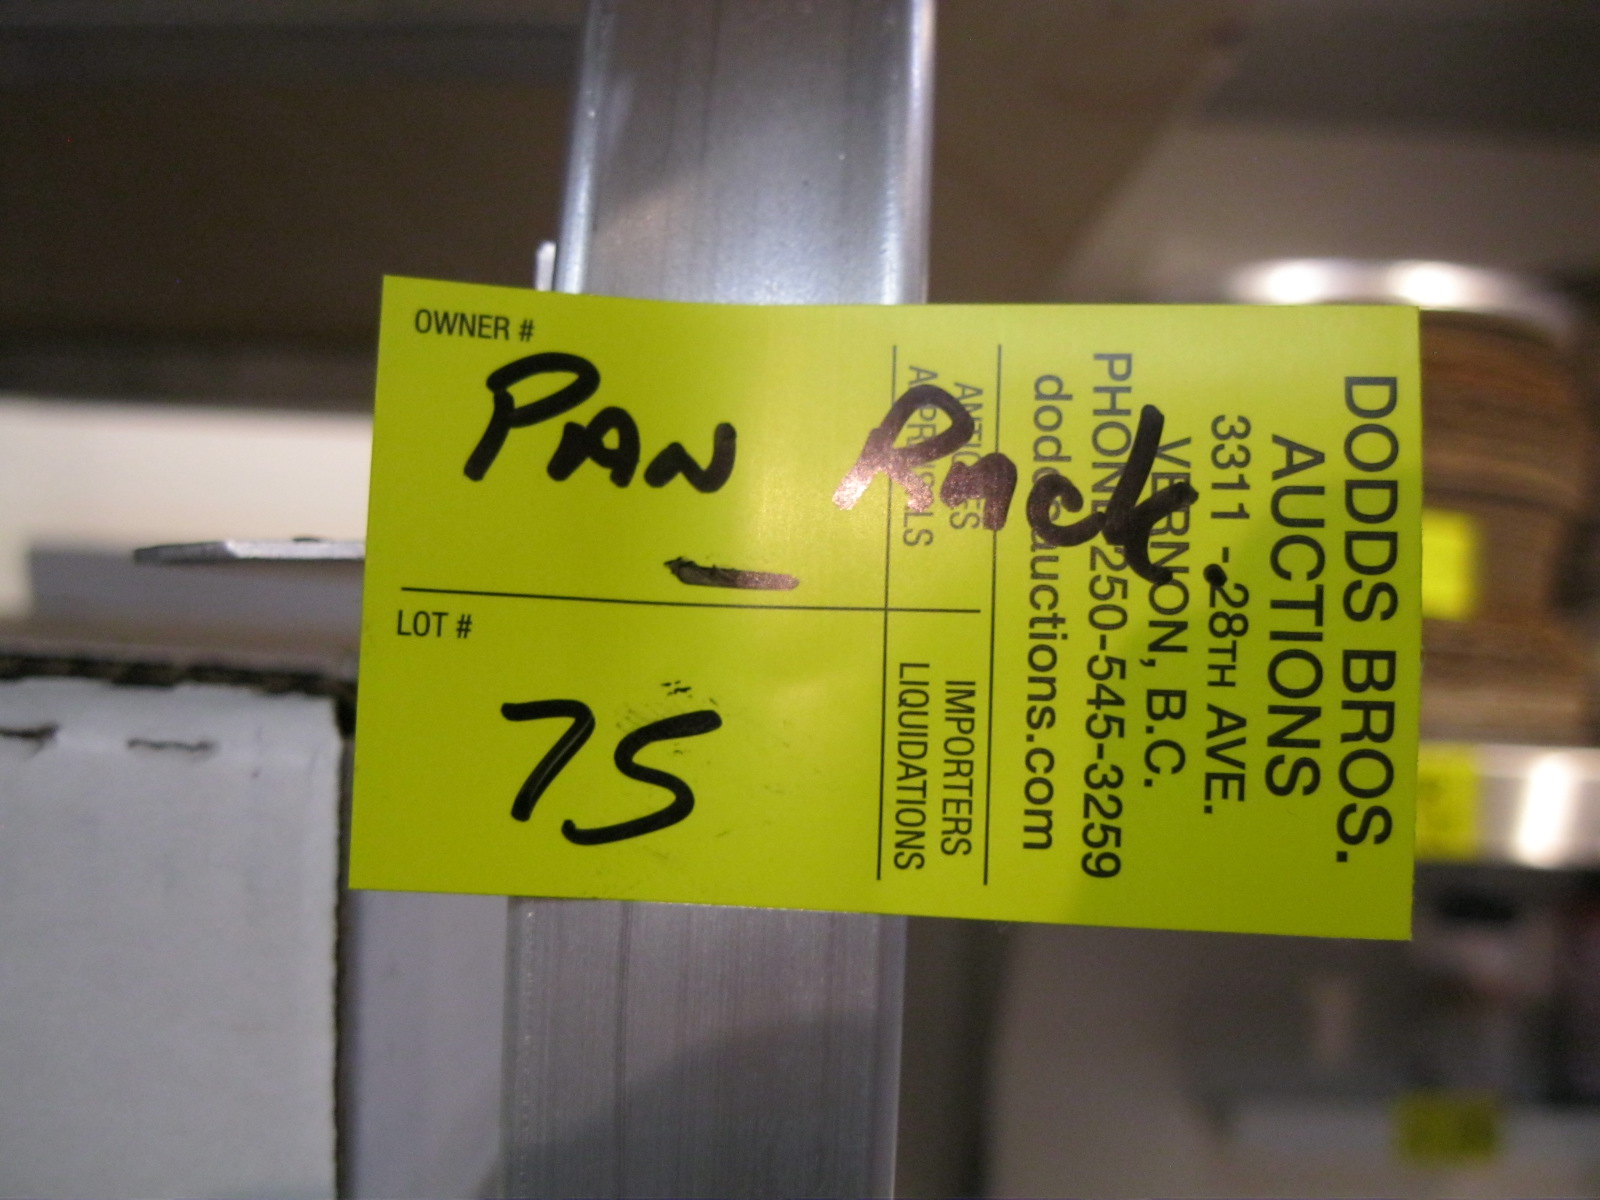 OWNER #
PAN Rack.
LOT #
75
DODDS BROS.
AUCTIONS
3311 - 28TH AVE.
VERNON, B.C.
PHONE 250-545-3259
doddsauctions.com
ANTIQUES IMPORTERS
APPRAISALS LIQUIDATIONS